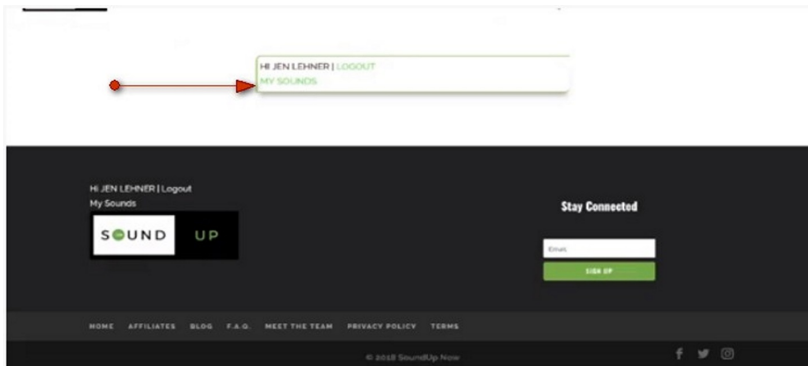 HI JEN LEHNER | LOGOUT
MY SOUNDS
Hi JEN LEHNER | Logout
My Sounds
SOUND UP
Stay Connected
Email
SIGN UP
HOME AFFILIATES BLOG F.A.Q. MEET THE TEAM PRIVACY POLICY TERMS
© 2018 SoundUp Now